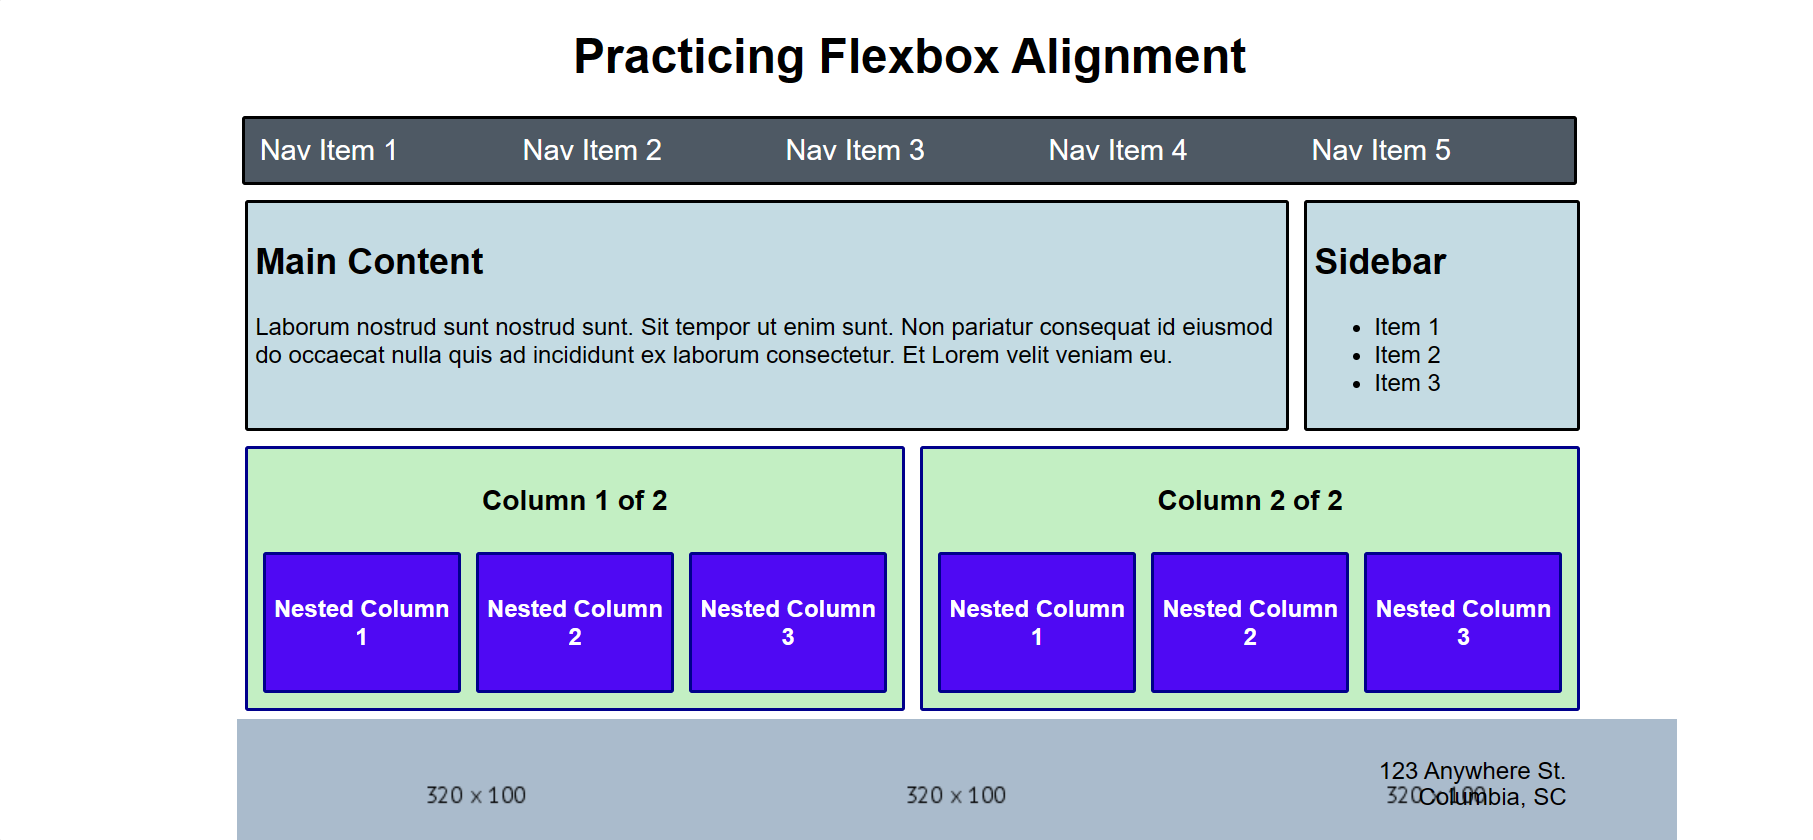 Practicing Flexbox Alignment
Nav Item 1 Nav Item 2 Nav Item 3 Nav Item 4 Nav Item 5
Main Content
Laborum nostrud sunt nostrud sunt. Sit tempor ut enim sunt. Non pariatur consequat id eiusmod
do occaecat nulla quis ad incididunt ex laborum consectetur. Et Lorem velit veniam eu.
Sidebar
• Item 1
• Item 2
• Item 3
Column 1 of 2
Nested Column
1
Nested Column
2
Nested Column
3
Column 2 of 2
Nested Column
1
Nested Column
2
Nested Column
3
320 x 100
320 x 100
320 x 100
123 Anywhere St.
Columbia, SC